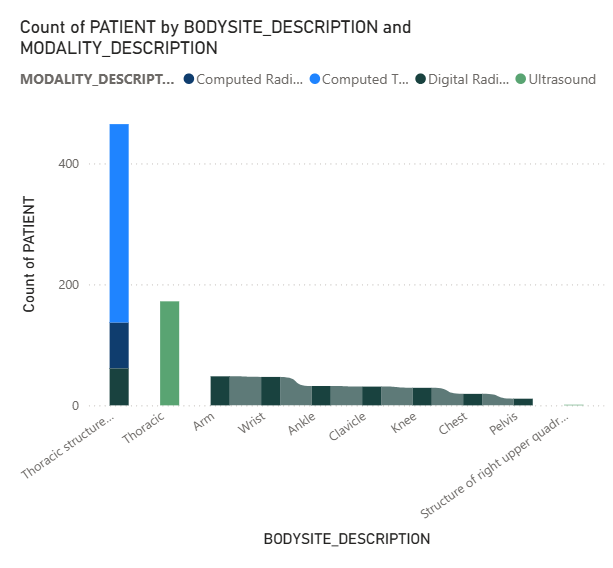 Count of PATIENT by BODYSITE_DESCRIPTION and
MODALITY_DESCRIPTION
MODALITY_DESCRIPT... Computed Radi... Computed T... Digital Radi... Ultrasound
400
200
0
Count of PATIENT
Thoracic structure...
Thoracic
Arm
Wrist
Ankle
Clavicle
Knee
Chest
Pelvis
Structure of right upper quadr...
BODYSITE_DESCRIPTION